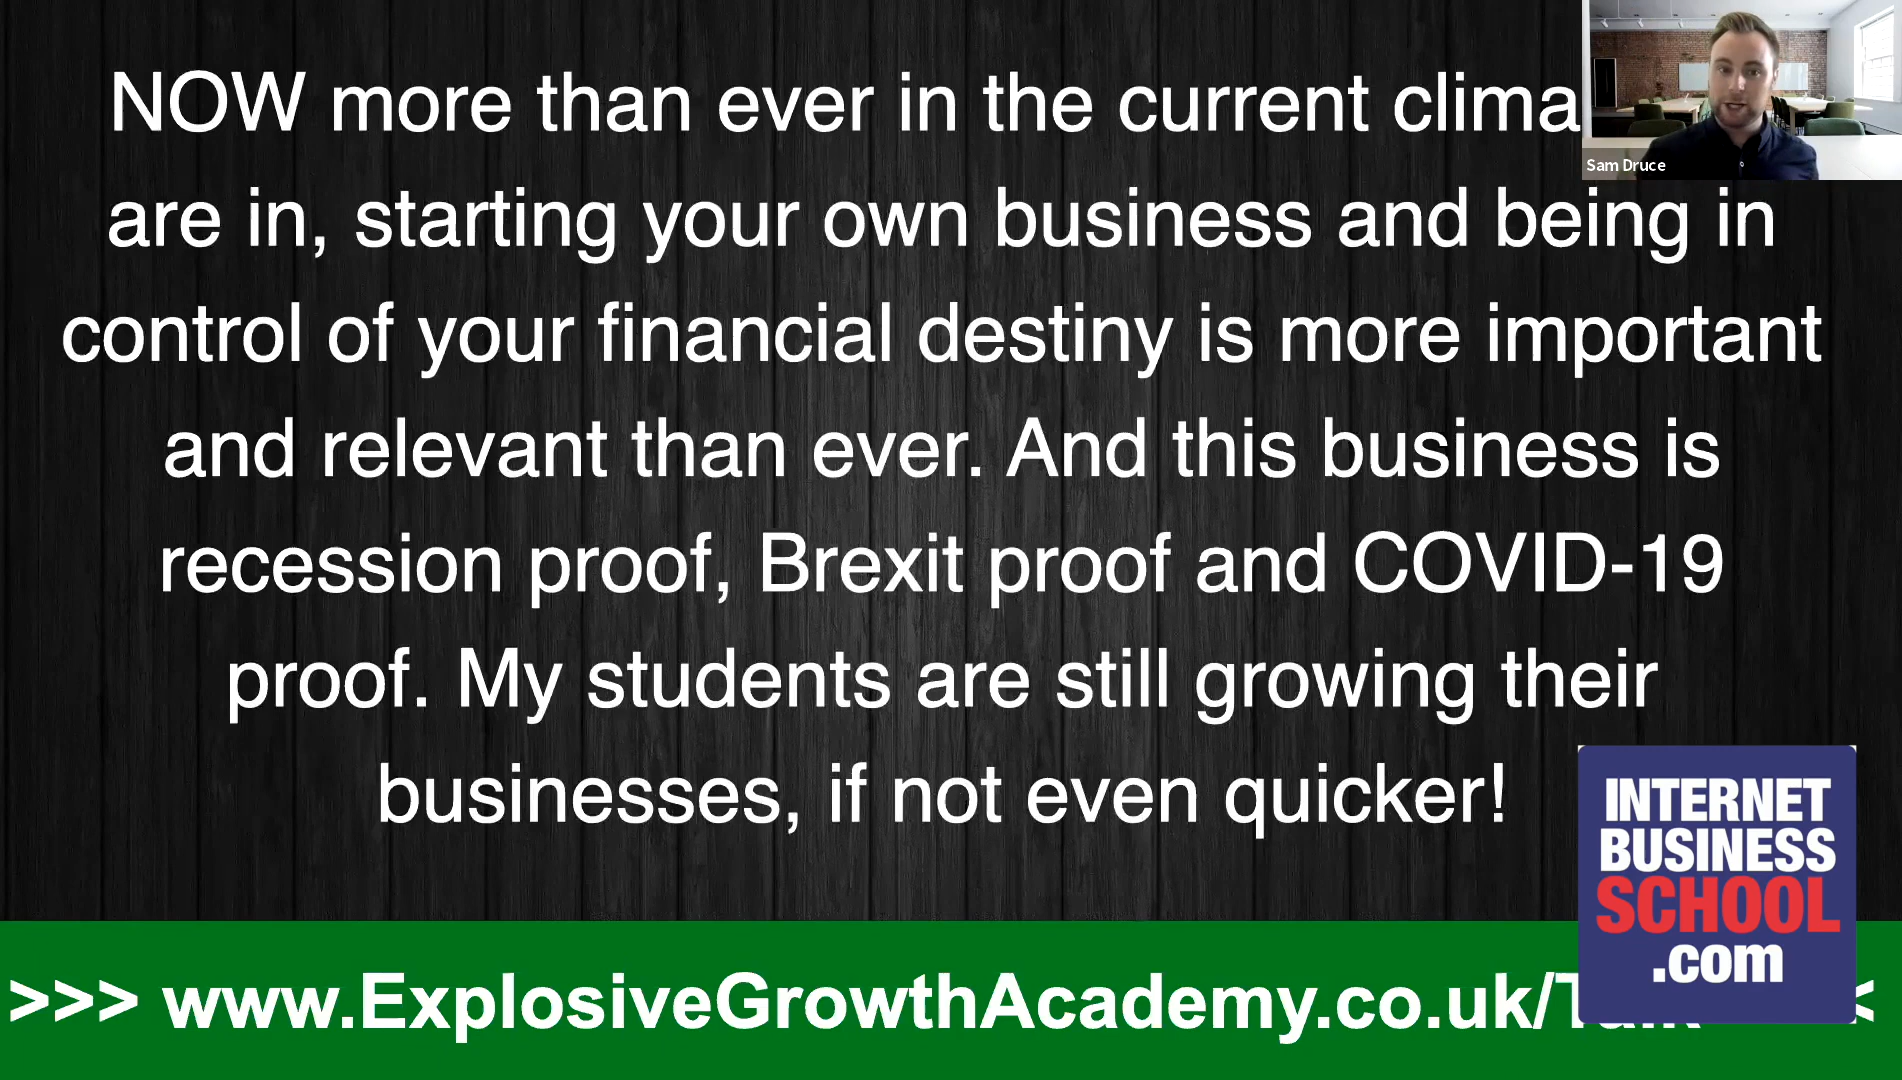 NOW more than ever in the current clima
are in, starting your own business and being in
control of your financial destiny is more important
and relevant than ever. And this business is
recession proof, Brexit proof and COVID-19
proof. My students are still growing their
businesses, if not even quicker!
Sam Druce
INTERNET
BUSINESS
SCHOOL
.com
>>> www.ExplosiveGrowthAcademy.co.uk/Talk <